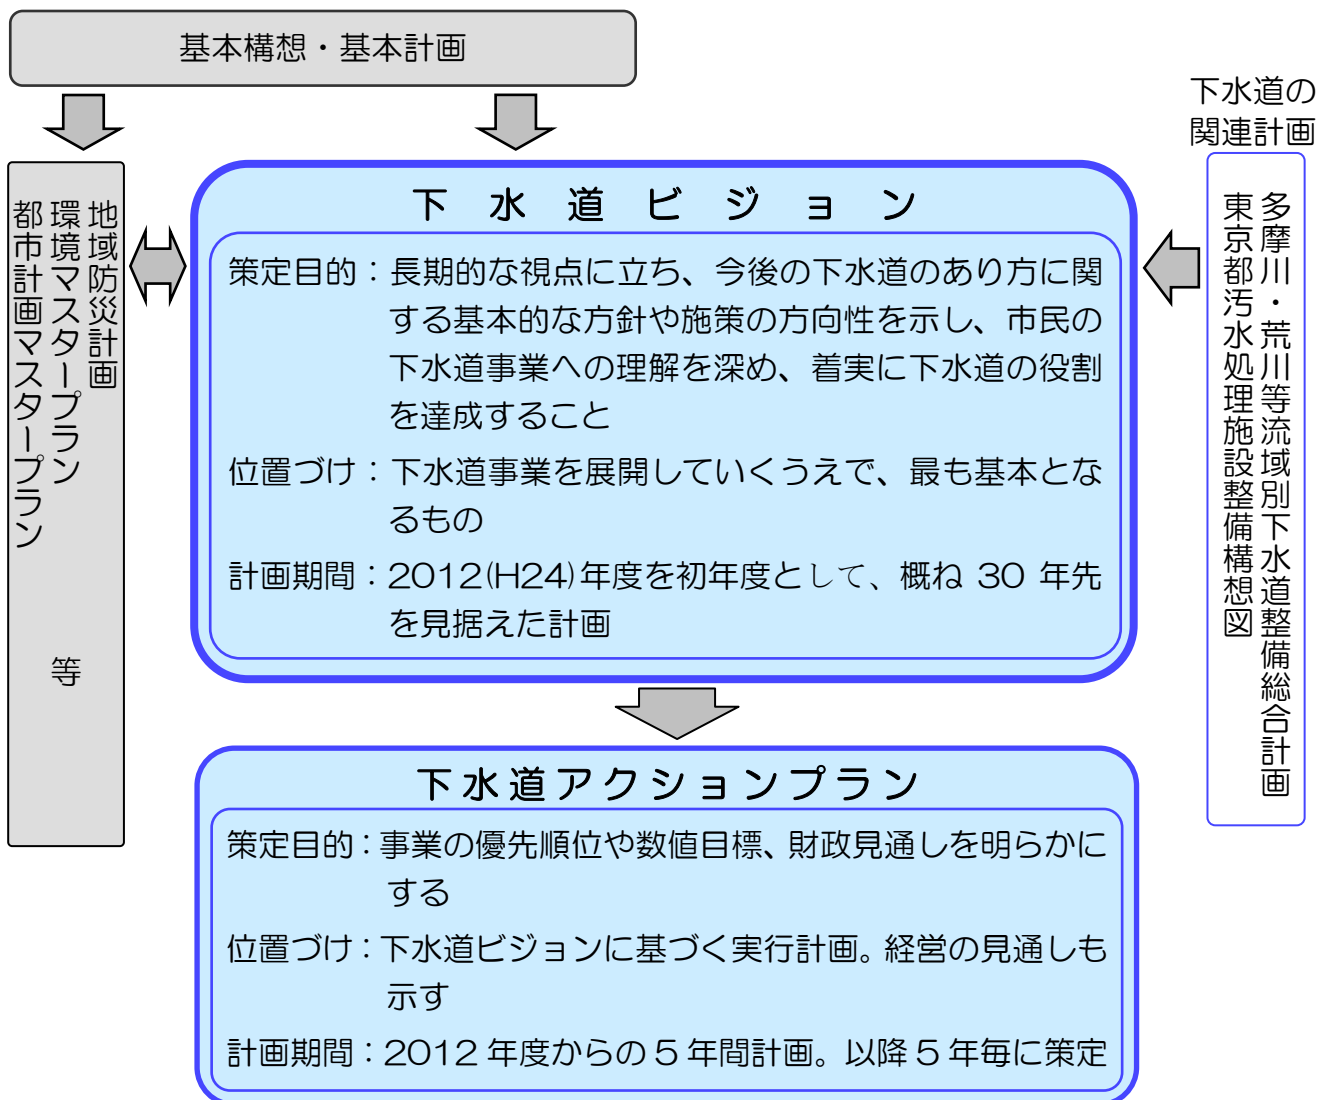 基本構想・基本計画
下水道の
関連計画
地域防災計画
環境マスタープラン
都市計画マスタープラン
等
下水道ビジョン
策定目的：長期的な視点に立ち、今後の下水道のあり方に関
する基本的な方針や施策の方向性を示し、市民の
下水道事業への理解を深め、着実に下水道の役割
を達成すること
位置づけ：下水道事業を展開していくうえで、最も基本とな
るもの
計画期間：2012(H24)年度を初年度として、概ね 30 年先
を見据えた計画
多摩川・荒川等流域別下水道整備総合計画
東京都汚水処理施設整備構想図
下水道アクションプラン
策定目的：事業の優先順位や数値目標、財政見通しを明らかに
する
位置づけ：下水道ビジョンに基づく実行計画。経営の見通しも
示す
計画期間：2012 年度からの 5 年間計画。以降 5 年毎に策定